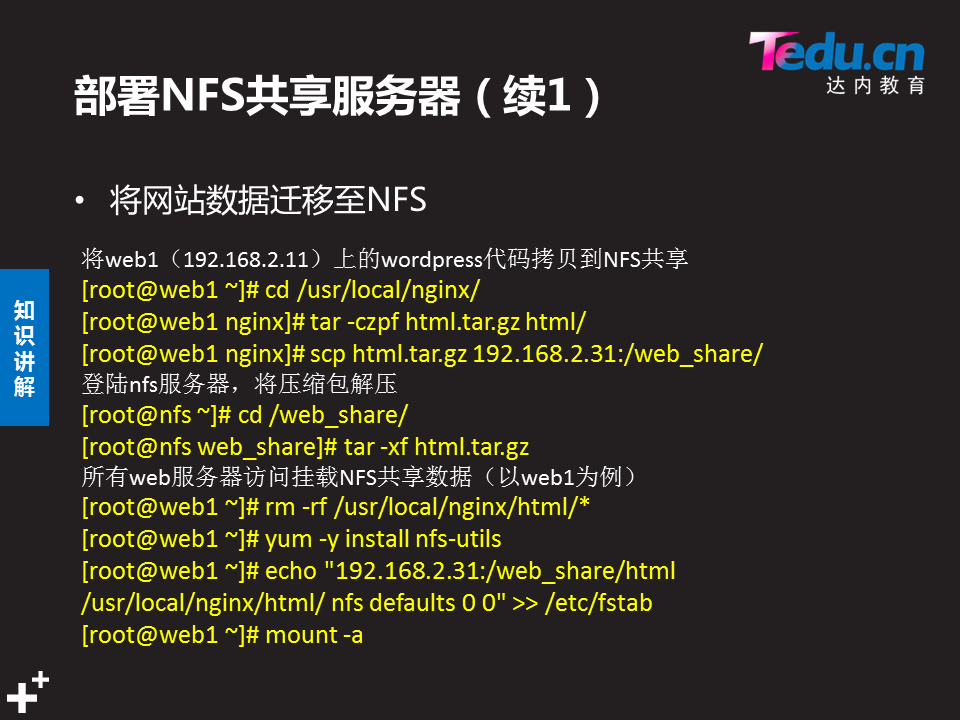 Tedu.cn
达内教育
部署NFS共享服务器（续1）
• 将网站数据迁移至NFS
将web1（192.168.2.11）上的wordpress代码拷贝到NFS共享
[root@web1 ~]# cd /usr/local/nginx/
[root@web1 nginx]# tar -czpf html.tar.gz html/
[root@web1 nginx]# scp html.tar.gz 192.168.2.31:/web_share/
登陆nfs服务器，将压缩包解压
[root@nfs ~]# cd /web_share/
[root@nfs web_share]# tar -xf html.tar.gz
所有web服务器访问挂载NFS共享数据（以web1为例）
[root@web1 ~]# rm -rf /usr/local/nginx/html/*
[root@web1 ~]# yum -y install nfs-utils
[root@web1 ~]# echo "192.168.2.31:/web_share/html
/usr/local/nginx/html/ nfs defaults 0 0" >> /etc/fstab
[root@web1 ~]# mount -a
知识讲解